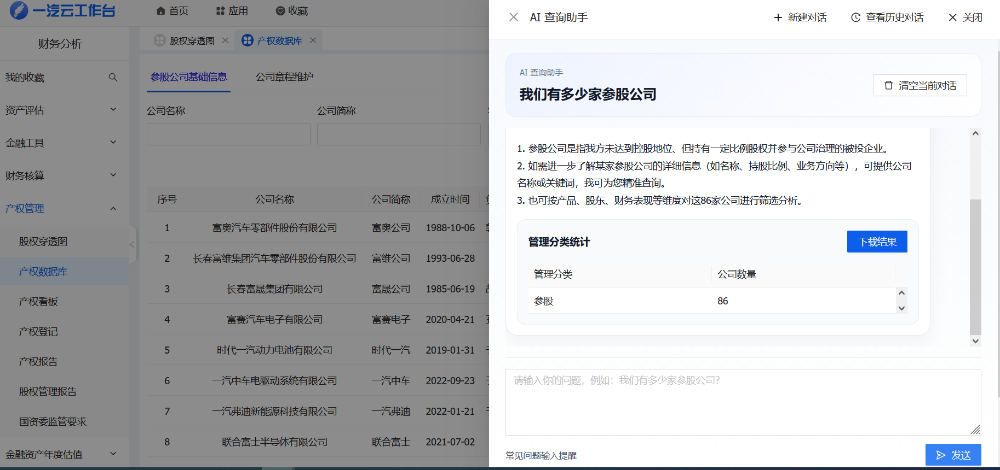 一汽云工作台
首页
应用
收藏
财务分析
我的收藏
资产评估
金融工具
财务核算
产权管理
股权穿透图
产权数据库
产权看板
产权登记
产权报告
股权管理报告
国资委监管要求
金融资产年度估值
股权穿透图
产权数据库
参股公司基础信息
公司章程维护
公司名称
公司简称
序号 公司名称 公司简称 成立时间
1 富奥汽车零部件股份有限公司 富奥公司 1988-10-06
2 长春富维集团汽车零部件股份有限公司 富维公司 1993-06-28
3 长春富晟集团有限公司 富晟公司 1985-06-19
4 富赛汽车电子有限公司 富赛电子 2020-04-21
5 时代一汽动力电池有限公司 时代一汽 2019-01-31
6 一汽中车电驱动系统有限公司 一汽中车 2022-09-23
7 一汽弗迪新能源科技有限公司 一汽弗迪 2022-01-21
8 联合富士半导体有限公司 联合富士 2021-07-02
AI 查询助手
新建对话
查看历史对话
关闭
AI 查询助手
我们有多少家参股公司
清空当前对话
1. 参股公司是指我方未达到控股地位、但持有一定比例股权并参与公司治理的被投企业。
2. 如需进一步了解某家参股公司的详细信息（如名称、持股比例、业务方向等），可提供公司
名称或关键词，我可为您精准查询。
3. 也可按产品、股东、财务表现等维度对这86家公司进行筛选分析。
管理分类统计
下载结果
管理分类 公司数量
参股 86
请输入你的问题，例如：我们有多少家参股公司?
常见问题输入提醒
发送